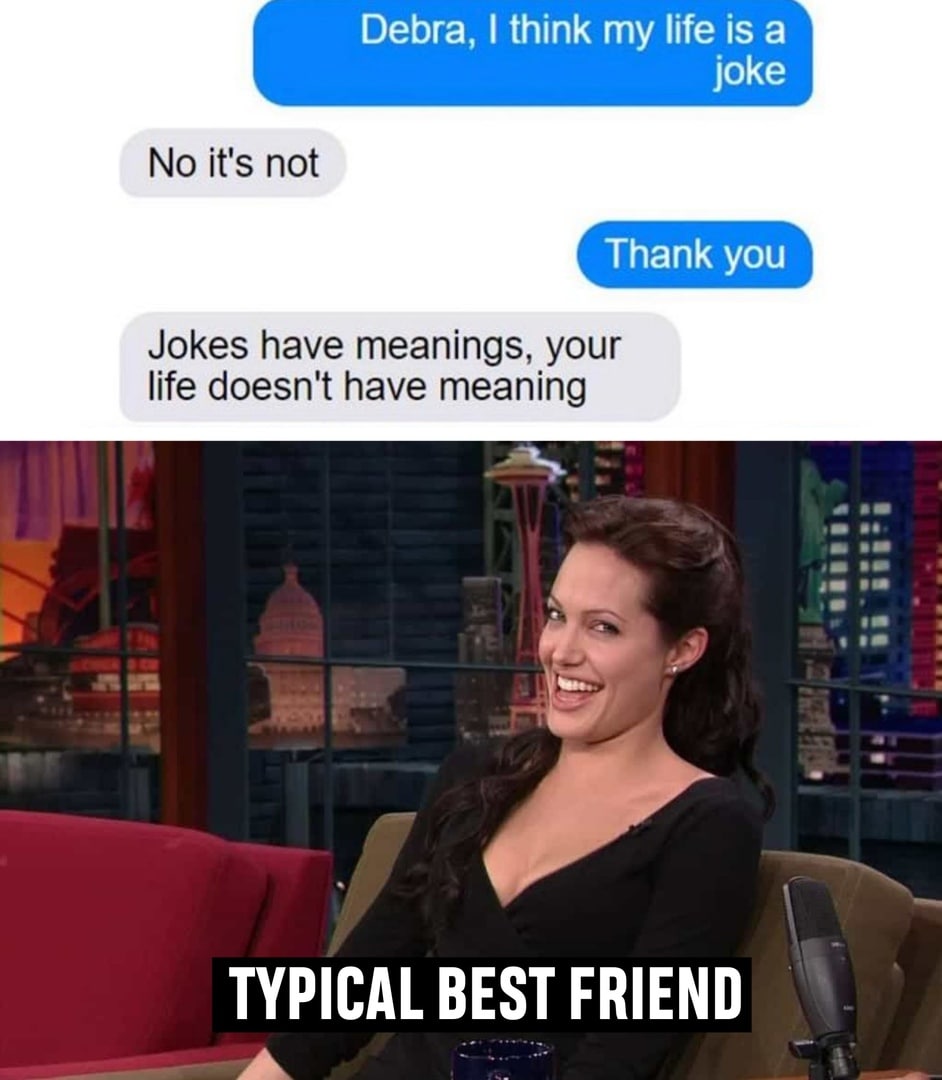 Debra, I think my life is a
joke
No it's not
Thank you
Jokes have meanings, your
life doesn't have meaning
TYPICAL BEST FRIEND